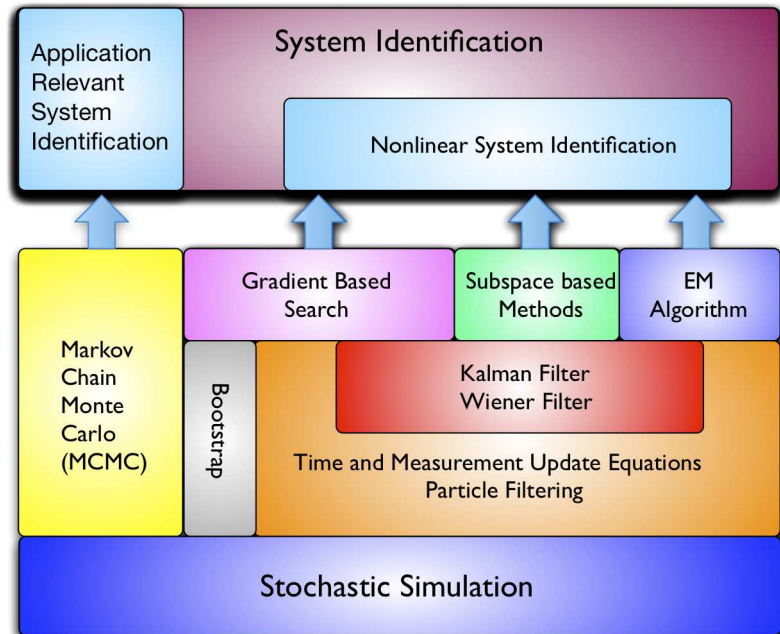 Application
Relevant
System
Identification
System Identification
Nonlinear System Identification
Gradient Based
Search
Subspace based
Methods
EM
Algorithm
Markov
Chain
Monte
Carlo
(MCMC)
Bootstrap
Kalman Filter
Wiener Filter
Time and Measurement Update Equations
Particle Filtering
Stochastic Simulation